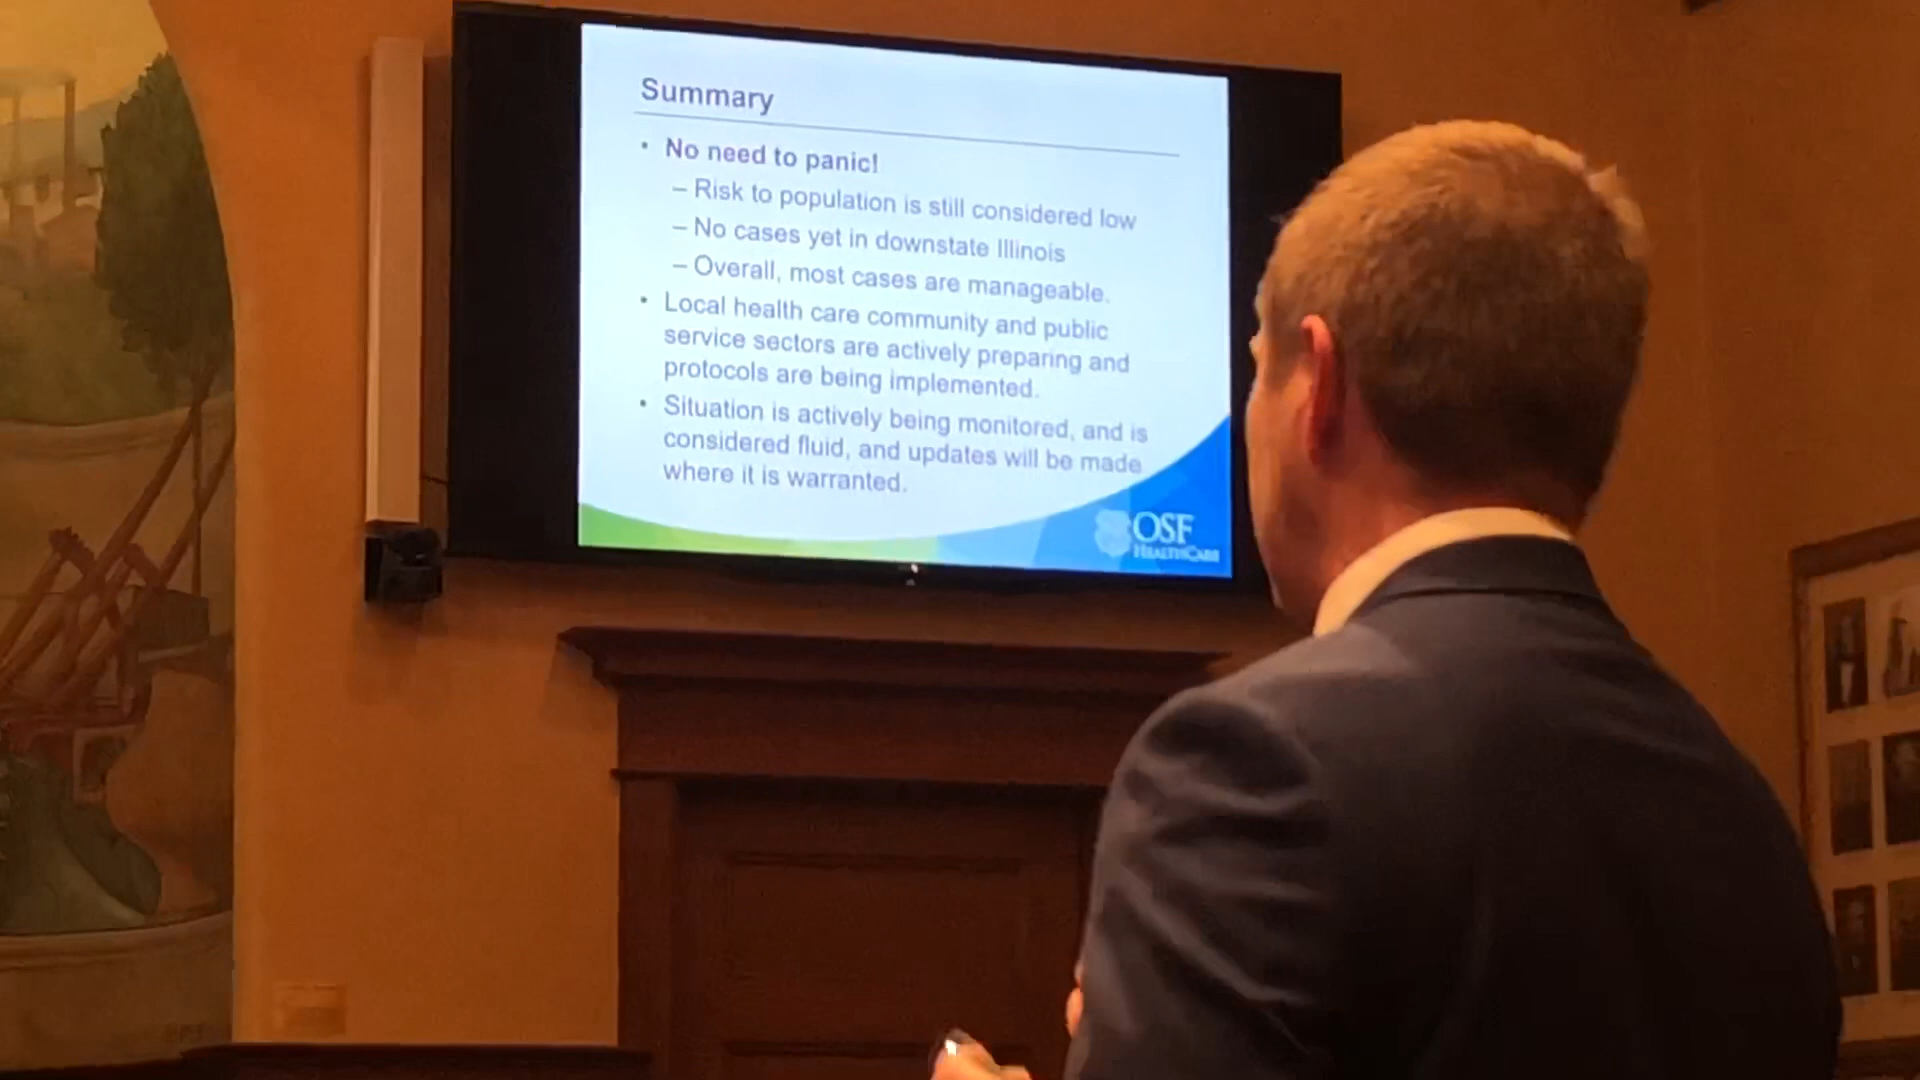 Summary
• No need to panic!
– Risk to population is still considered low
– No cases yet in downstate Illinois
– Overall, most cases are manageable.
• Local health care community and public
service sectors are actively preparing and
protocols are being implemented.
• Situation is actively being monitored, and is
considered fluid, and updates will be made
where it is warranted.
OSF
HEALTHCARE